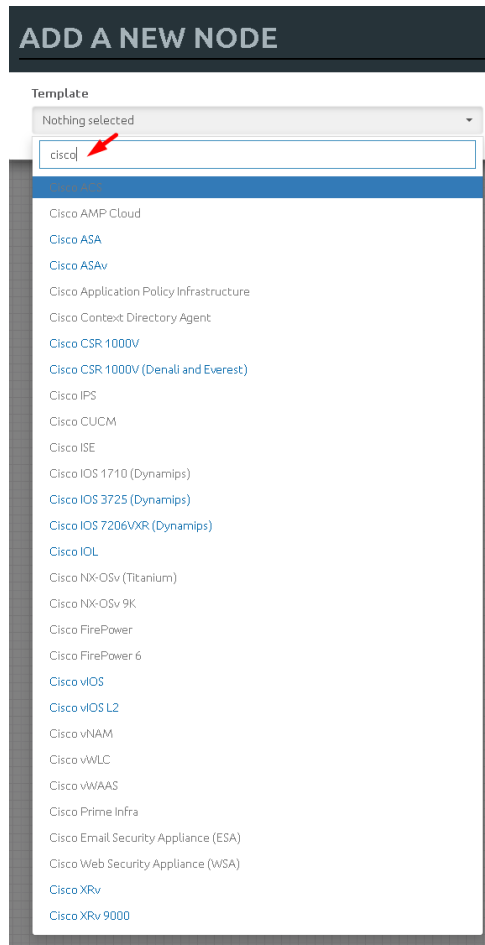 ADD A NEW NODE
Template
Nothing selected
cisco
Cisco ACS
Cisco AMP Cloud
Cisco ASA
Cisco ASAv
Cisco Application Policy Infrastructure
Cisco Context Directory Agent
Cisco CSR 1000V
Cisco CSR 1000V (Denali and Everest)
Cisco IPS
Cisco CUCM
Cisco ISE
Cisco IOS 1710 (Dynamips)
Cisco IOS 3725 (Dynamips)
Cisco IOS 7206VXR (Dynamips)
Cisco IOL
Cisco NX-OSv (Titanium)
Cisco NX-OSv 9K
Cisco FirePower
Cisco FirePower 6
Cisco vIOS
Cisco vIOS L2
Cisco vNAM
Cisco vWLC
Cisco vWAAS
Cisco Prime Infra
Cisco Email Security Appliance (ESA)
Cisco Web Security Appliance (WSA)
Cisco XRv
Cisco XRv 9000